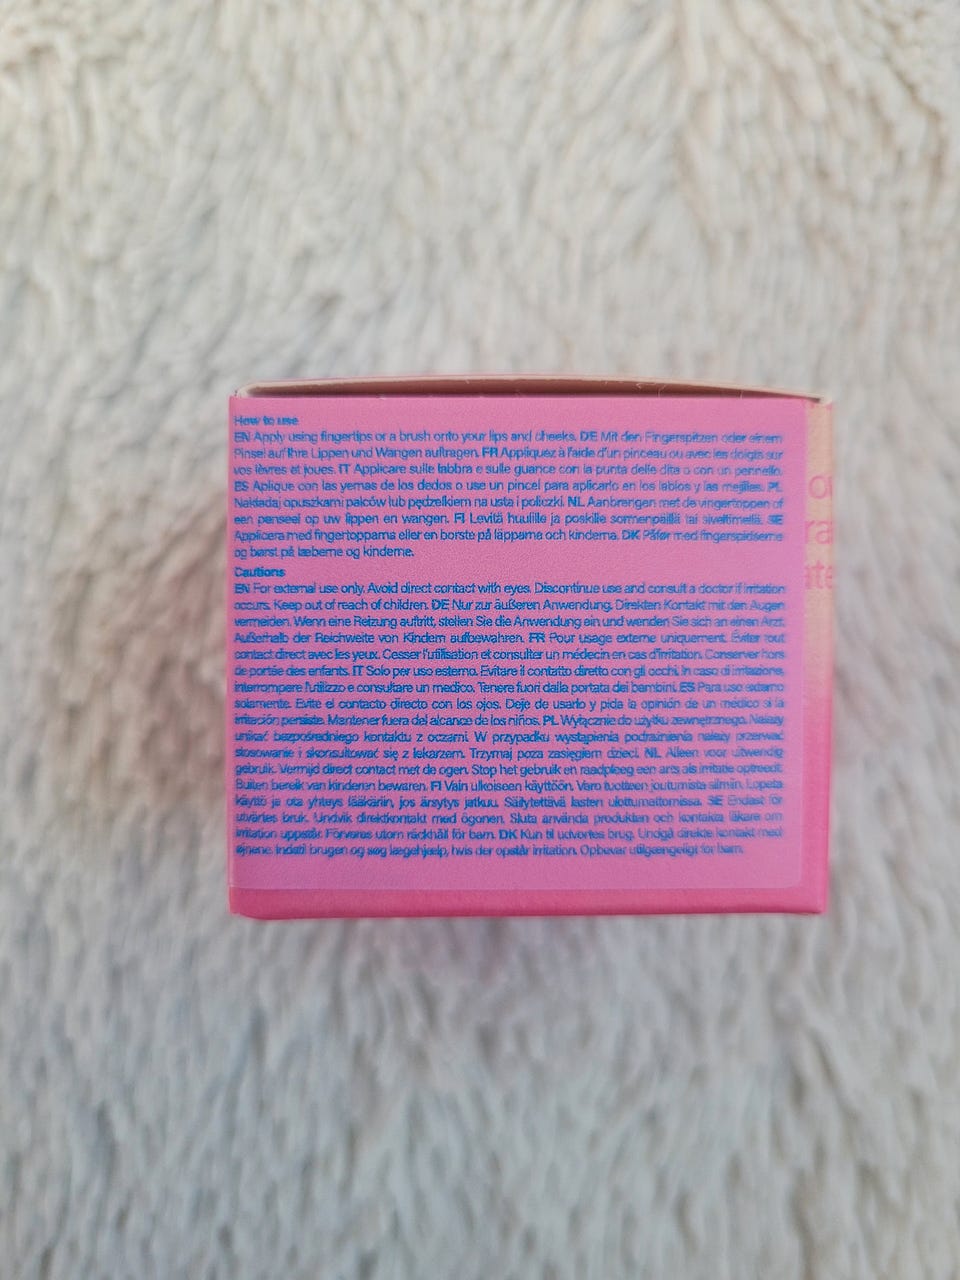 How to use
EN Apply using fingertips or a brush onto your lips and cheeks. DE Mit den Fingerspitzen oder einem
Pinsel auf Ihre Lippen und Wangen auftragen. FR Appliquez à l'aide d'un pinceau ou avec les doigts sur
vos lèvres et joues. IT Applicare sulle labbra e sulle guance con la punta delle dita o con un pennello.
ES Aplique con las yemas de los dedos o use un pincel para aplicarlo en los labios y las mejillas. PL
Nakładaj opuszkami palców lub pędzelkiem na usta i policzki. NL Aanbrengen met de vingertoppen of
een penseel op uw lippen en wangen. FI Levitä huulille ja poskille sormenpäillä tai siveltimellä. SE
Applicera med fingertopparna eller en borste på läpparna och kinderna. DK Påfør med fingerspidserne
og børst på læberne og kinderne.
Cautions
EN For external use only. Avoid direct contact with eyes. Discontinue use and consult a doctor if irritation
occurs. Keep out of reach of children. DE Nur zur äußeren Anwendung. Direkten Kontakt mit den Augen
vermeiden. Wenn eine Reizung auftritt, stellen Sie die Anwendung ein und wenden Sie sich an einen Arzt.
Außerhalb der Reichweite von Kindern aufbewahren. FR Pour usage externe uniquement. Éviter tout
contact direct avec les yeux. Cesser l'utilisation et consulter un médecin en cas d'irritation. Conserver hors
de portée des enfants. IT Solo per uso esterno. Evitare il contatto diretto con gli occhi. In caso di irritazione,
interrompere l'utilizzo e consultare un medico. Tenere fuori dalla portata dei bambini. ES Para uso externo
solamente. Evite el contacto directo con los ojos. Deje de usarlo y pida la opinión de un médico si la
irritación persiste. Mantener fuera del alcance de los niños. PL Wyłącznie do użytku zewnętrznego. Należy
unikać bezpośredniego kontaktu z oczami. W przypadku wystąpienia podrażnienia należy przerwać
stosowanie i skonsultować się z lekarzem. Trzymaj poza zasięgiem dzieci. NL Alleen voor uitwendig
gebruik. Vermijd direct contact met de ogen. Stop het gebruik en raadpleeg een arts als irritatie optreedt.
Buiten bereik van kinderen bewaren. FI Vain ulkoiseen käyttöön. Varo tuotteen joutumista silmiin. Lopeta
käyttö ja ota yhteys lääkäriin, jos ärsytys jatkuu. Säilytettävä lasten ulottumattomissa. SE Endast för
utvärtes bruk. Undvik direktkontakt med ögonen. Sluta använda produkten och kontakta läkare om
irritation uppstår. Förvaras utom räckhåll för barn. DK Kun til udvortes brug. Undgå direkte kontakt med
øjnene. Indstil brugen og søg lægehjælp, hvis der opstår irritation. Opbevar utilgængeligt for børn.